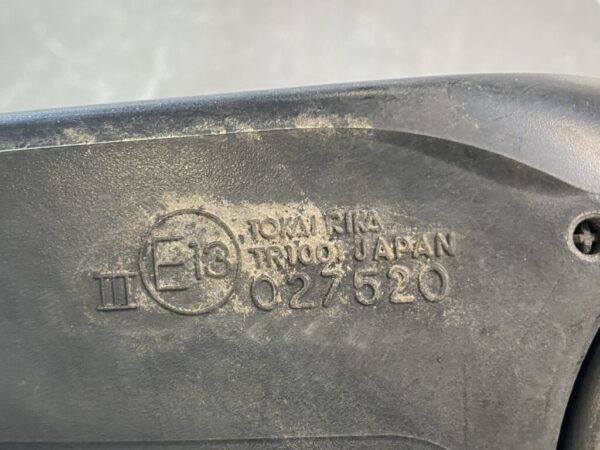 TOKAI RIKA
TR1001 JAPAN
III E13 027520